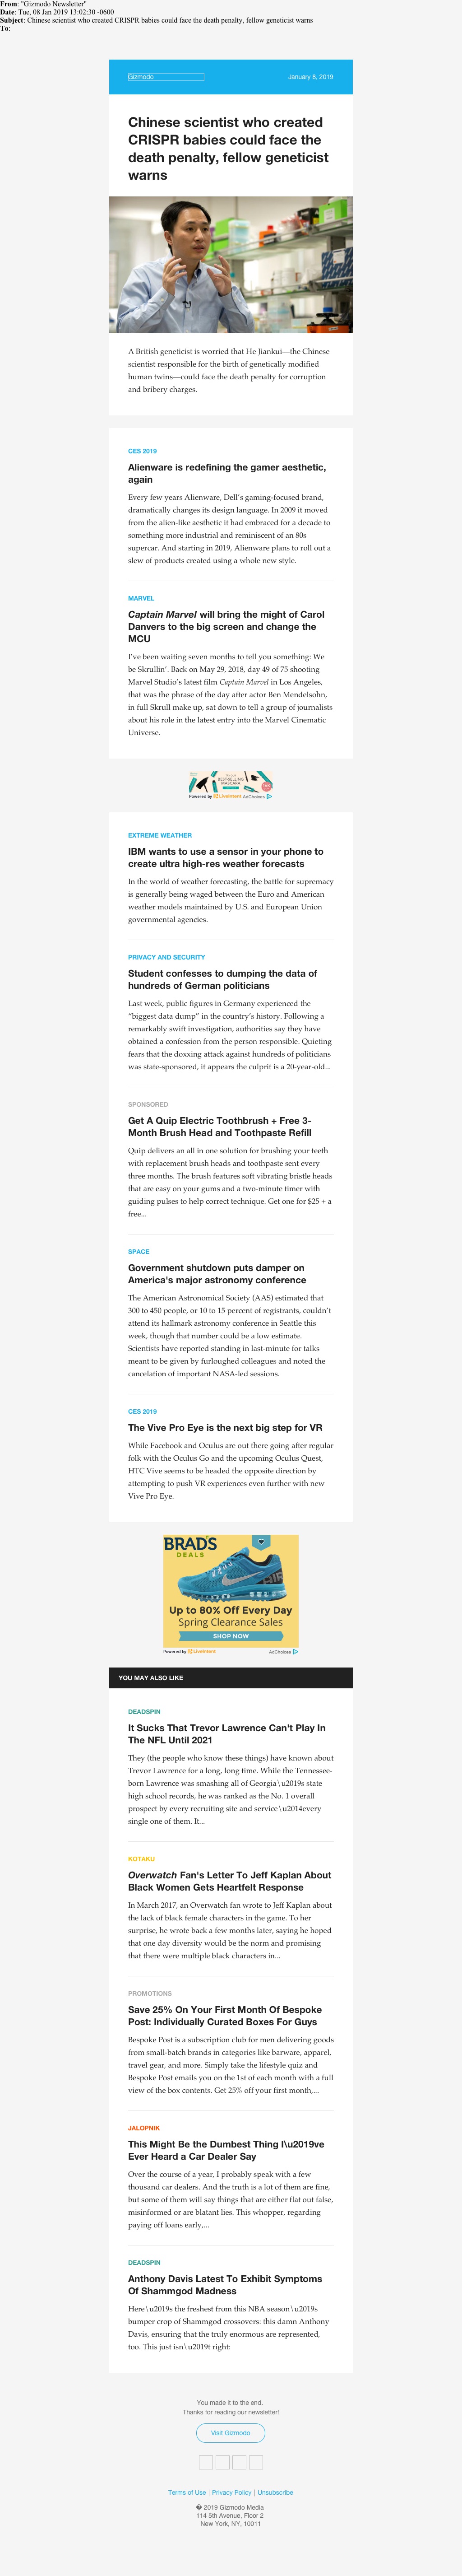 From: "Gizmodo Newsletter"
Date: Tue, 08 Jan 2019 13:02:30 -0600
Subject: Chinese scientist who created CRISPR babies could face the death penalty, fellow geneticist warns
To:
Gizmodo
January 8, 2019
Chinese scientist who created
CRISPR babies could face the
death penalty, fellow geneticist
warns
A British geneticist is worried that He Jiankui—the Chinese
scientist responsible for the birth of genetically modified
human twins—could face the death penalty for corruption
and bribery charges.
CES 2019
Alienware is redefining the gamer aesthetic,
again
Every few years Alienware, Dell's gaming-focused brand,
dramatically changes its design language. In 2009 it moved
from the alien-like aesthetic it had embraced for a decade to
something more industrial and reminiscent of an 80s
supercar. And starting in 2019, Alienware plans to roll out a
slew of products created using a whole new style.
MARVEL
Captain Marvel will bring the might of Carol
Danvers to the big screen and change the
MCU
I've been waiting seven months to tell you something: We
be Skrullin'. Back on May 29, 2018, day 49 of 75 shooting
Marvel Studio's latest film Captain Marvel in Los Angeles,
that was the phrase of the day after actor Ben Mendelsohn,
in full Skrull make up, sat down to tell a group of journalists
about his role in the latest entry into the Marvel Cinematic
Universe.
BEST-SELLING
MASCARA
Powered by LiveIntent AdChoices
EXTREME WEATHER
IBM wants to use a sensor in your phone to
create ultra high-res weather forecasts
In the world of weather forecasting, the battle for supremacy
is generally being waged between the Euro and American
weather models maintained by U.S. and European Union
governmental agencies.
PRIVACY AND SECURITY
Student confesses to dumping the data of
hundreds of German politicians
Last week, public figures in Germany experienced the
“biggest data dump” in the country's history. Following a
remarkably swift investigation, authorities say they have
obtained a confession from the person responsible. Quieting
fears that the doxxing attack against hundreds of politicians
was state-sponsored, it appears the culprit is a 20-year-old...
SPONSORED
Get A Quip Electric Toothbrush + Free 3-
Month Brush Head and Toothpaste Refill
Quip delivers an all in one solution for brushing your teeth
with replacement brush heads and toothpaste sent every
three months. The brush features soft vibrating bristle heads
that are easy on your gums and a two-minute timer with
guiding pulses to help correct technique. Get one for $25 + a
free...
SPACE
Government shutdown puts damper on
America's major astronomy conference
The American Astronomical Society (AAS) estimated that
300 to 450 people, or 10 to 15 percent of registrants, couldn't
attend its hallmark astronomy conference in Seattle this
week, though that number could be a low estimate.
Scientists have reported standing in last-minute for talks
meant to be given by furloughed colleagues and noted the
cancelation of important NASA-led sessions.
CES 2019
The Vive Pro Eye is the next big step for VR
While Facebook and Oculus are out there going after regular
folk with the Oculus Go and the upcoming Oculus Quest,
HTC Vive seems to be headed the opposite direction by
attempting to push VR experiences even further with new
Vive Pro Eye.
BRAD'S
DEALS
Up to 80% Off Every Day
Spring Clearance Sales
SHOP NOW
Powered by LiveIntent AdChoices
YOU MAY ALSO LIKE
DEADSPIN
It Sucks That Trevor Lawrence Can't Play In
The NFL Until 2021
They (the people who know these things) have known about
Trevor Lawrence for a long, long time. While the Tennessee-
born Lawrence was smashing all of Georgia\u2019s state
high school records, he was ranked as the No. 1 overall
prospect by every recruiting site and service\u2014every
single one of them. It...
KOTAKU
Overwatch Fan's Letter To Jeff Kaplan About
Black Women Gets Heartfelt Response
In March 2017, an Overwatch fan wrote to Jeff Kaplan about
the lack of black female characters in the game. To her
surprise, he wrote back a few months later, saying he hoped
that one day diversity would be the norm and promising
that there were multiple black characters in...
PROMOTIONS
Save 25% On Your First Month Of Bespoke
Post: Individually Curated Boxes For Guys
Bespoke Post is a subscription club for men delivering goods
from small-batch brands in categories like barware, apparel,
travel gear, and more. Simply take the lifestyle quiz and
Bespoke Post emails you on the 1st of each month with a full
view of the box contents. Get 25% off your first month,...
JALOPNIK
This Might Be the Dumbest Thing I\u2019ve
Ever Heard a Car Dealer Say
Over the course of a year, I probably speak with a few
thousand car dealers. And the truth is a lot of them are fine,
but some of them will say things that are either flat out false,
misinformed or are blatant lies. This whopper, regarding
paying off loans early,...
DEADSPIN
Anthony Davis Latest To Exhibit Symptoms
Of Shammgod Madness
Here\u2019s the freshest from this NBA season\u2019s
bumper crop of Shammgod crossovers: this damn Anthony
Davis, ensuring that the truly enormous are represented,
too. This just isn\u2019t right:
You made it to the end.
Thanks for reading our newsletter!
Visit Gizmodo
Terms of Use | Privacy Policy | Unsubscribe
� 2019 Gizmodo Media
114 5th Avenue, Floor 2
New York, NY, 10011